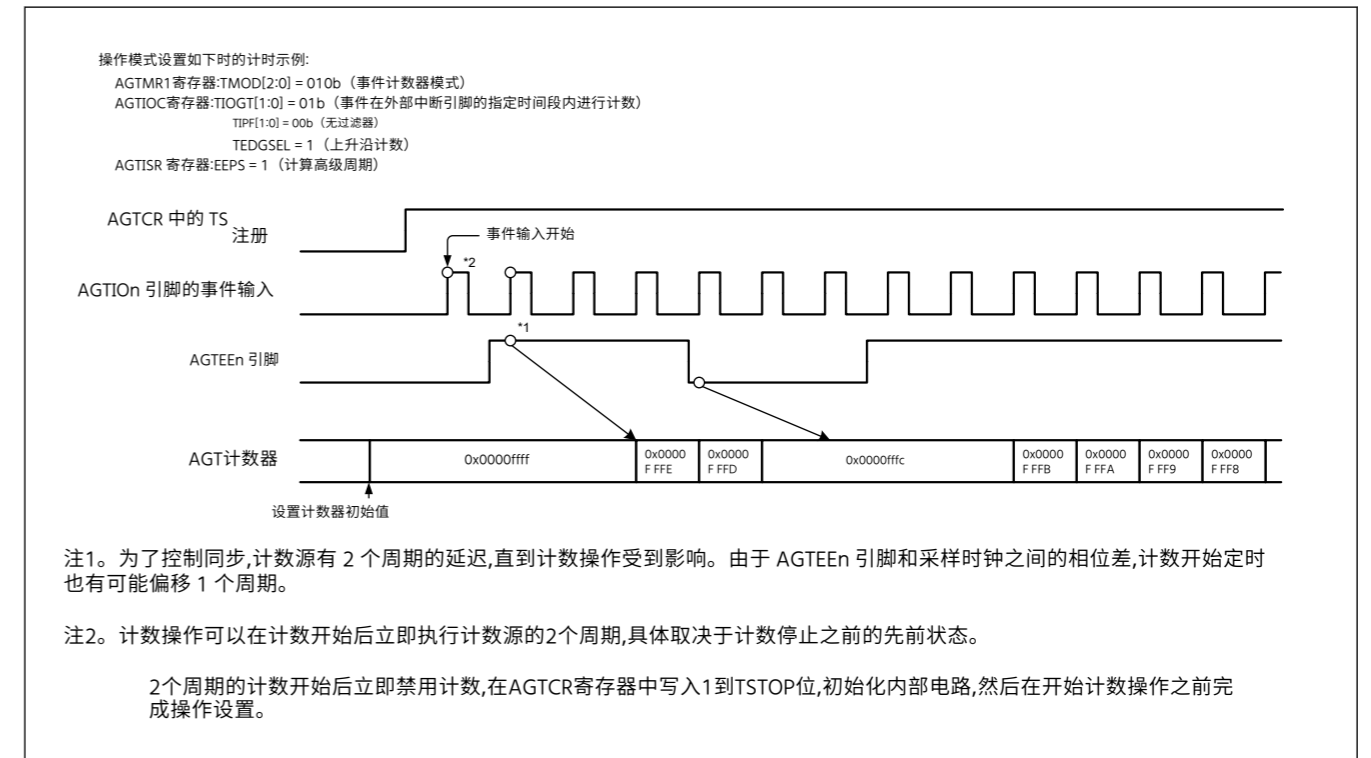 操作模式设置如下时的计时示例:
AGTMR1寄存器:TMOD[2:0] = 010b（事件计数器模式）
AGTIOC寄存器:TIOGT[1:0] = 01b（事件在外部中断引脚的指定时间段内进行计数）
TIPF[1:0] = 00b（无过滤器）
TEDGSEL = 1（上升沿计数）
AGTISR 寄存器:EEPS = 1（计算高级周期）
AGTCR 中的 TS
注册
事件输入开始
*2
AGTIOn 引脚的事件输入
*1
AGTEEn 引脚
AGT计数器
0x0000ffff
0x0000
F FFE
0x0000
F FFD
0x0000fffc
0x0000
F FFB
0x0000
F FFA
0x0000
F FF9
0x0000
F FF8
设置计数器初始值
注1。为了控制同步,计数源有 2 个周期的延迟,直到计数操作受到影响。由于 AGTEEn 引脚和采样时钟之间的相位差,计数开始定时
也有可能偏移 1 个周期。
注2。计数操作可以在计数开始后立即执行计数源的2个周期,具体取决于计数停止之前的先前状态。
2个周期的计数开始后立即禁用计数,在AGTCR寄存器中写入1到TSTOP位,初始化内部电路,然后在开始计数操作之前完
成操作设置。